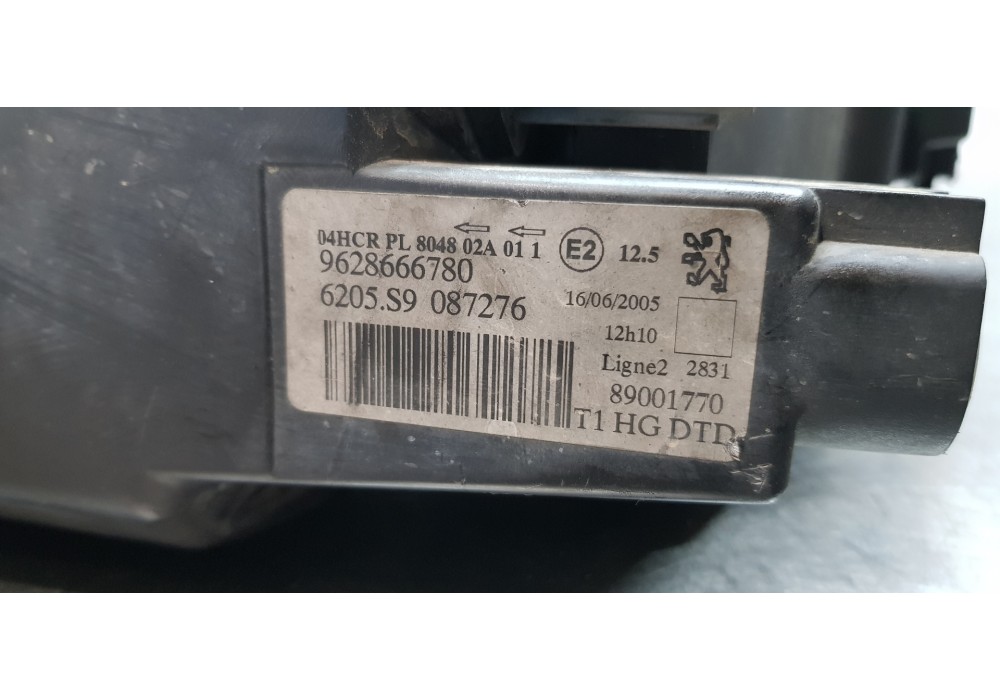 04HCR PL 8048 02A 01 1 E2 12.5
9628666780
6205.S9 087276 16/06/2005
12h10
Ligne2 2831
89001770
T1 HG DTD